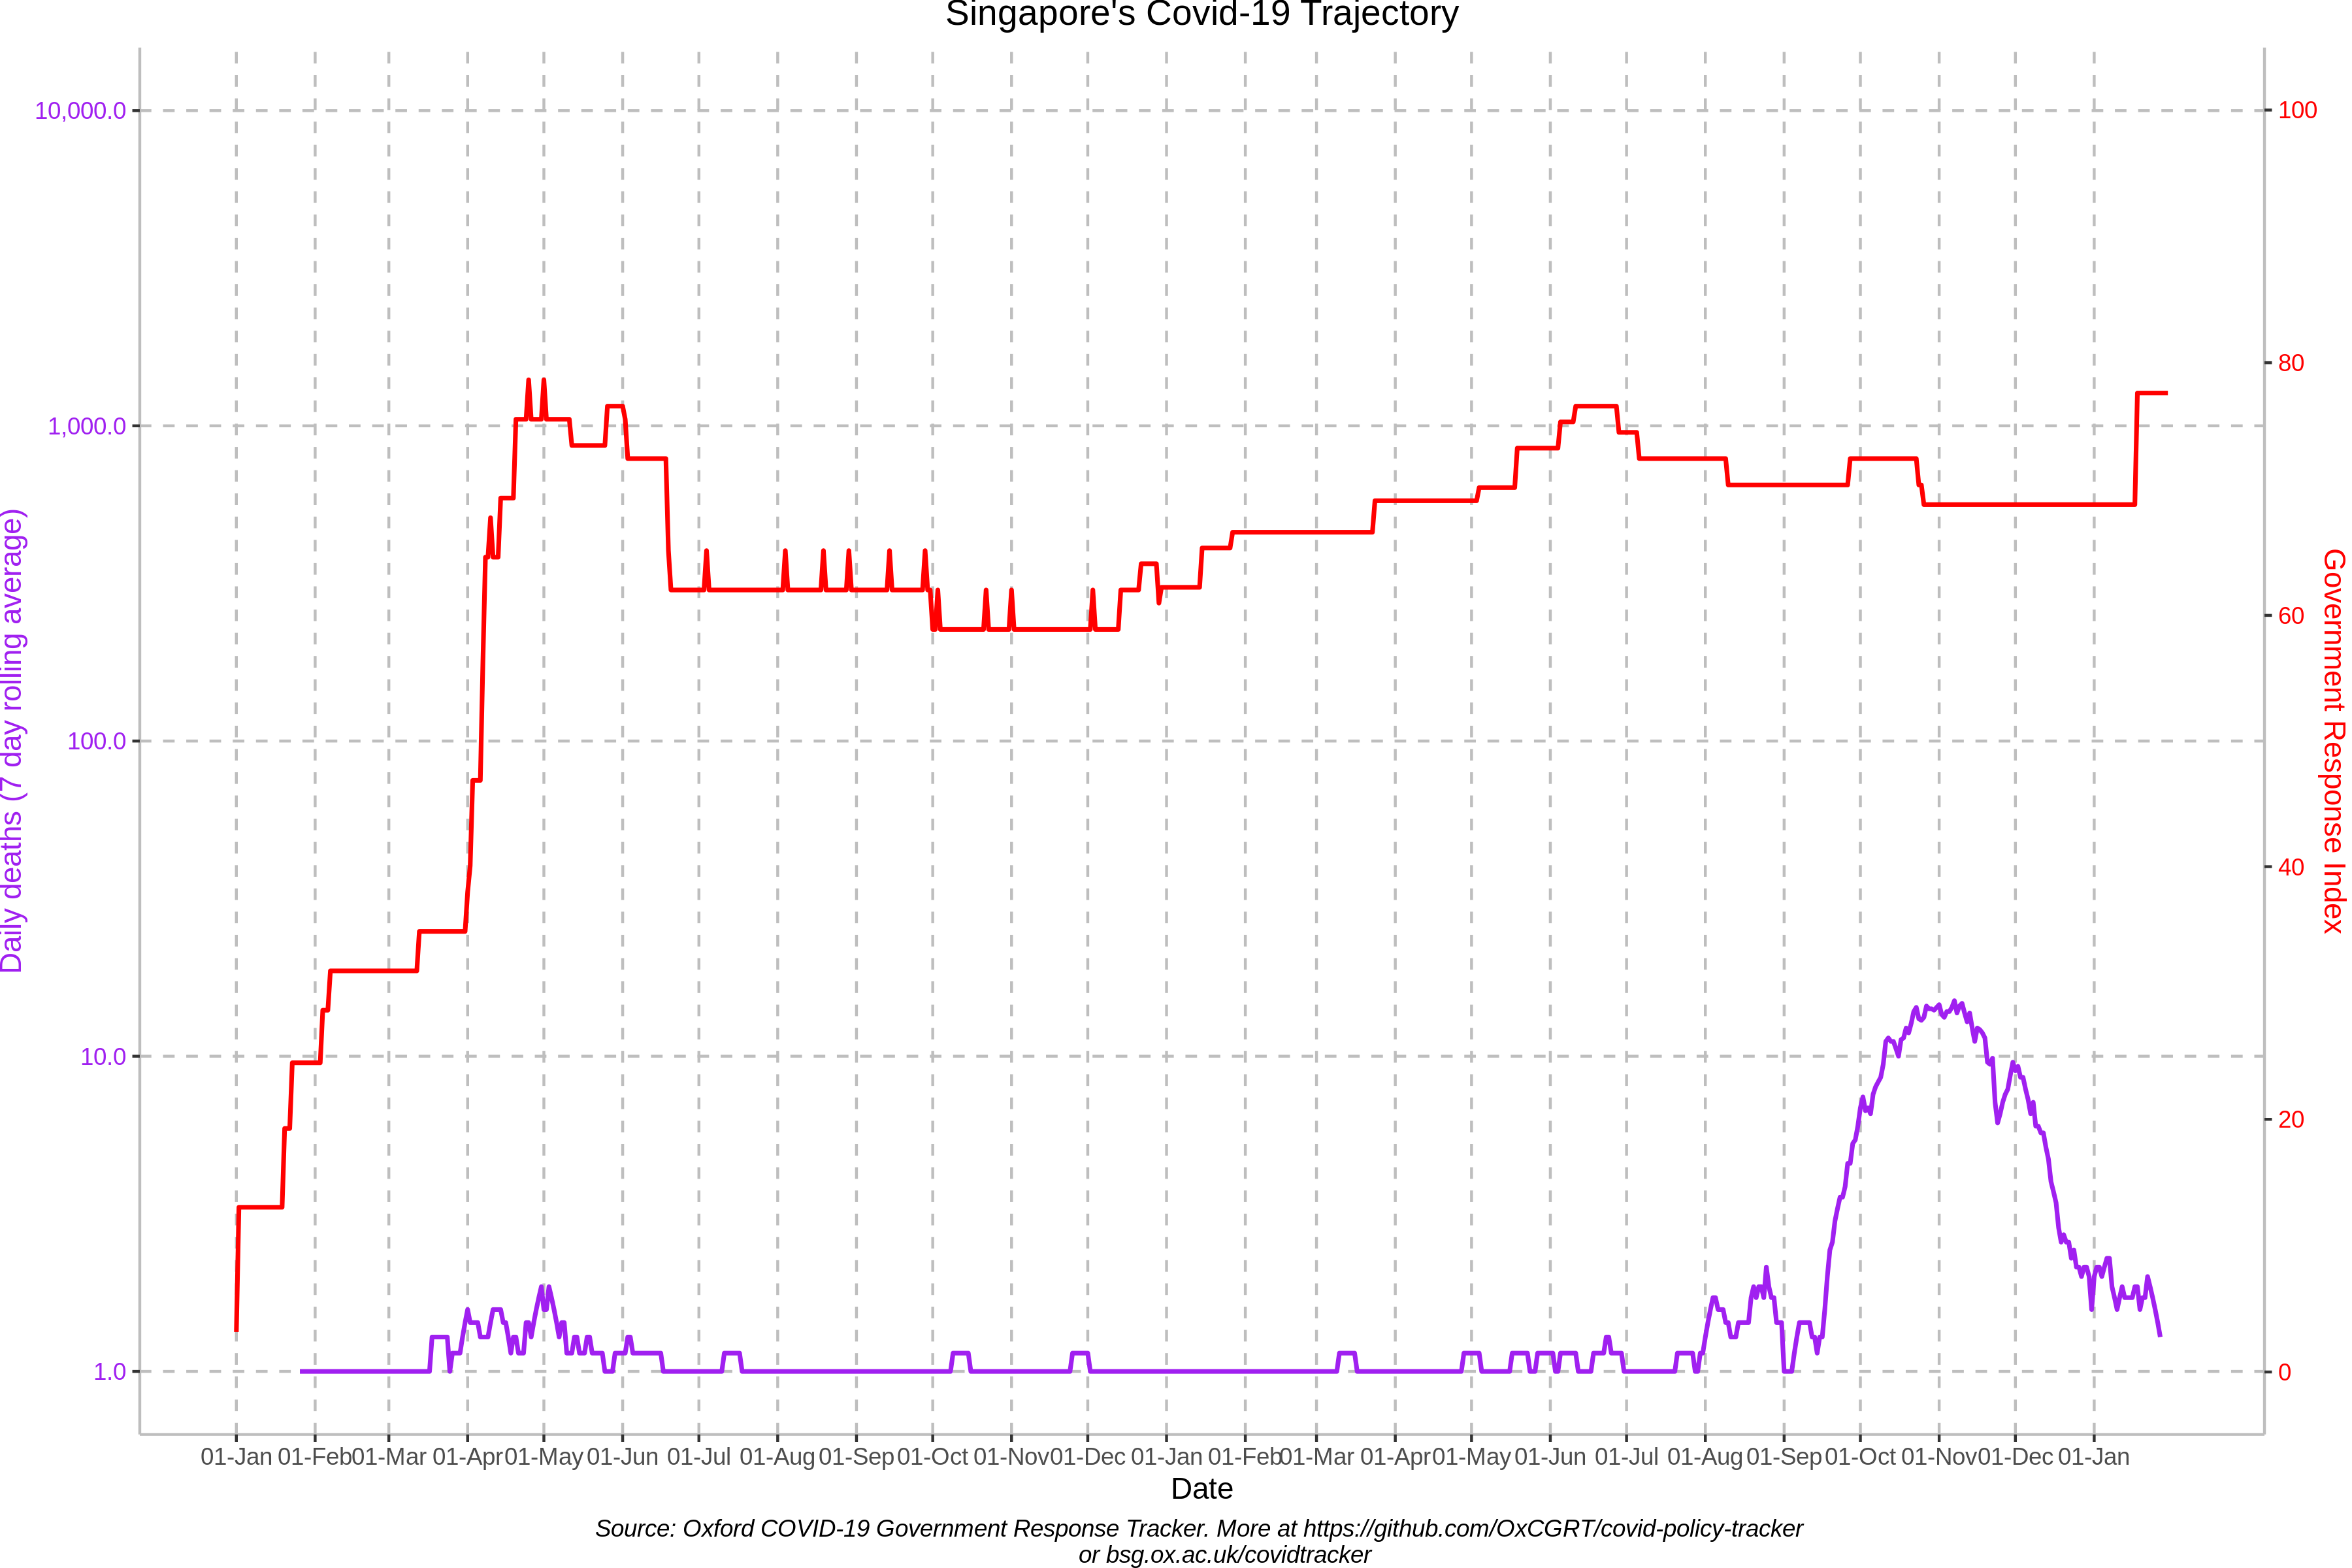 Singapore's Covid-19 Trajectory
10,000.0
1,000.0
100.0
10.0
1.0
Daily deaths (7 day rolling average)
100
80
60
40
20
0
Government Response Index
01-Jan 01-Feb 01-Mar 01-Apr 01-May 01-Jun 01-Jul 01-Aug 01-Sep 01-Oct 01-Nov 01-Dec 01-Jan 01-Feb 01-Mar 01-Apr 01-May 01-Jun 01-Jul 01-Aug 01-Sep 01-Oct 01-Nov 01-Dec 01-Jan
Date
Source: Oxford COVID-19 Government Response Tracker. More at https://github.com/OxCGRT/covid-policy-tracker
or bsg.ox.ac.uk/covidtracker